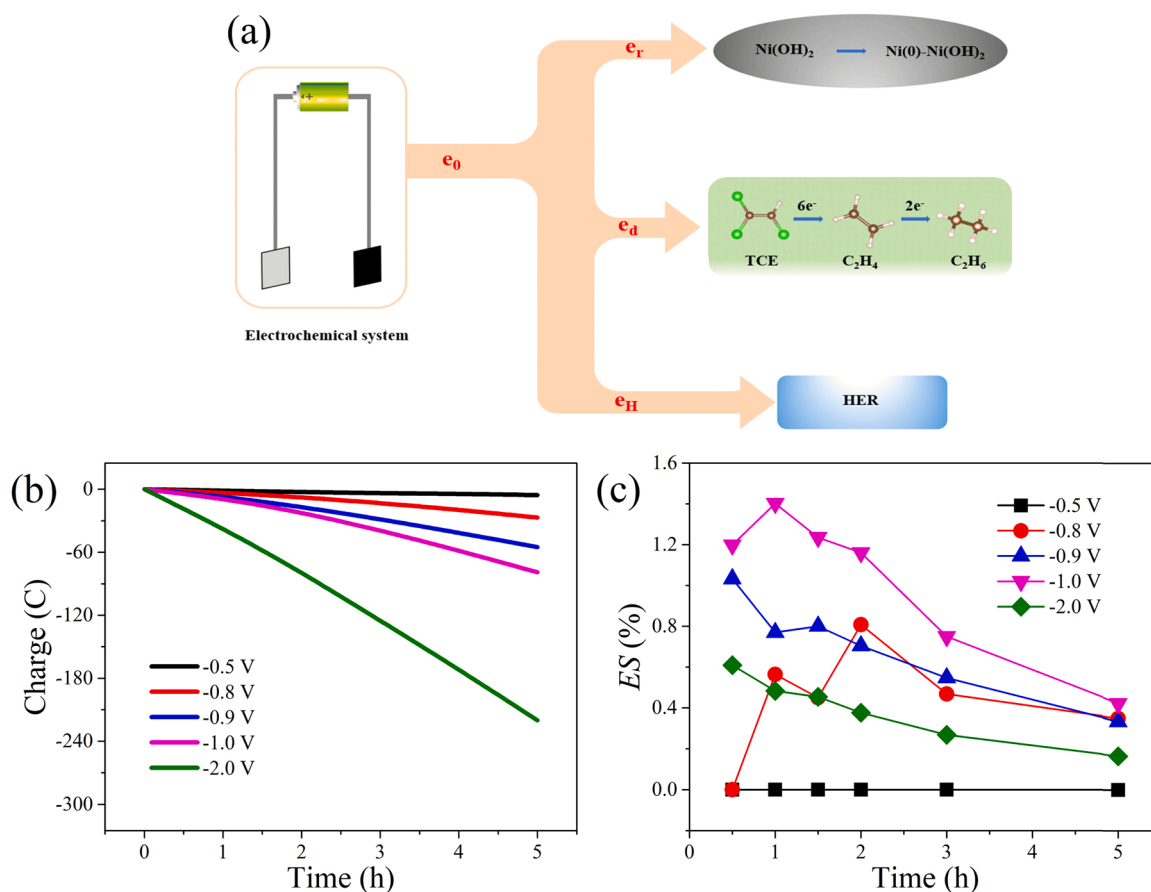 (a)
+
e₀
Electrochemical system
eᵣ
Ni(OH)₂ Ni(0)-Ni(OH)₂
e_d
6e⁻ 2e⁻
TCE C₂H₄ C₂H₆
e_H
HER
(b)
Charge (C)
0
-60
-120
-180
-240
-300
-0.5 V
-0.8 V
-0.9 V
-1.0 V
-2.0 V
0 1 2 3 4 5
Time (h)
(c)
ES (%)
1.6
1.2
0.8
0.4
0.0
-0.5 V
-0.8 V
-0.9 V
-1.0 V
-2.0 V
1 2 3 4 5
Time (h)